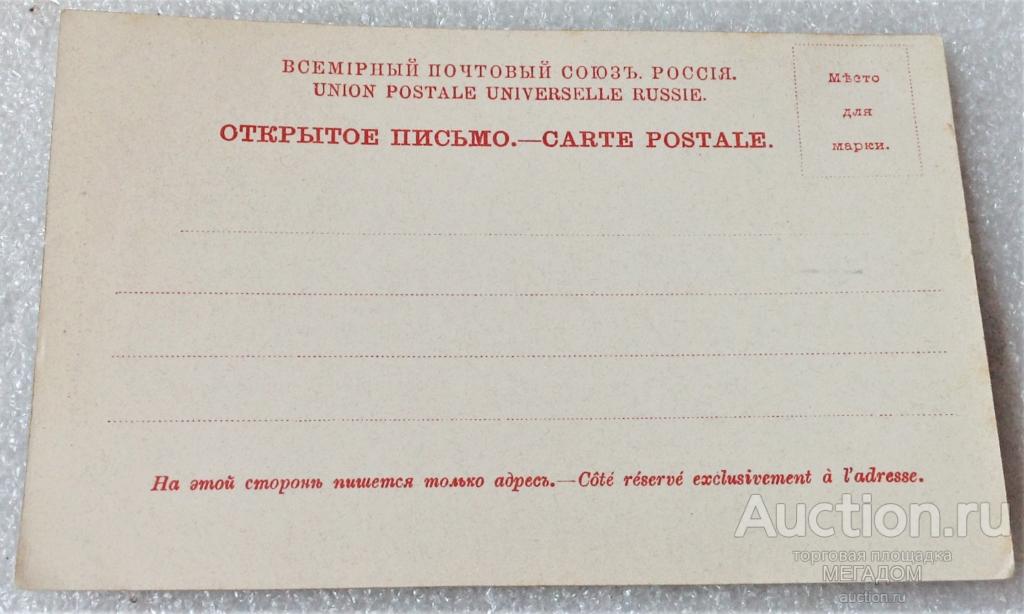 ВСЕМІРНЫЙ ПОЧТОВЫЙ СОЮЗЪ. РОССІЯ.
UNION POSTALE UNIVERSELLE RUSSIE.
ОТКРЫТОЕ ПИСЬМО.—CARTE POSTALE.
Мѣсто
для
марки.
На этой сторонѣ пишется только адресъ.—Côté réservé exclusivement à l'adresse.
Auction.ru
торговая площадка
МЕГАДОМ
auction.ru